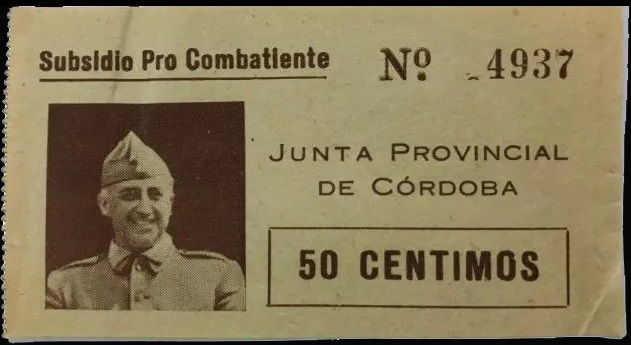 Subsidio Pro Combatiente
Nº 4937
JUNTA PROVINCIAL
DE CÓRDOBA
50 CENTIMOS